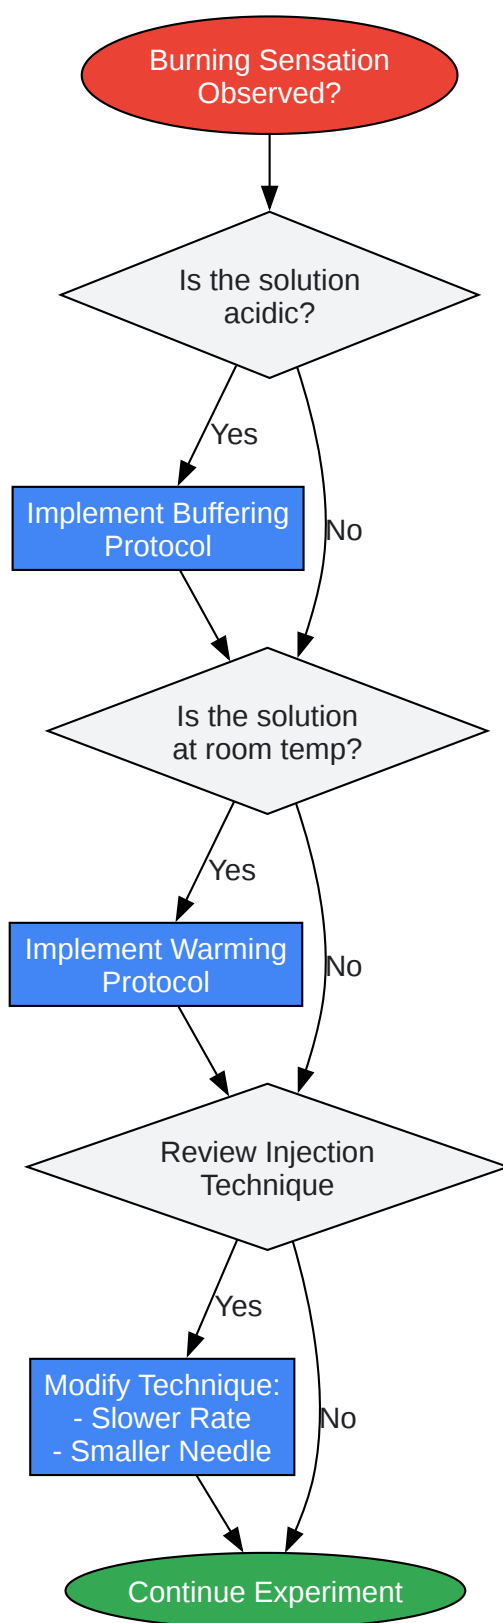 Burning Sensation
Observed?
Is the solution
acidic?
Yes
Implement Buffering
Protocol
No
Is the solution
at room temp?
Yes
Implement Warming
Protocol
No
Review Injection
Technique
Yes
Modify Technique:
- Slower Rate
- Smaller Needle
No
Continue Experiment